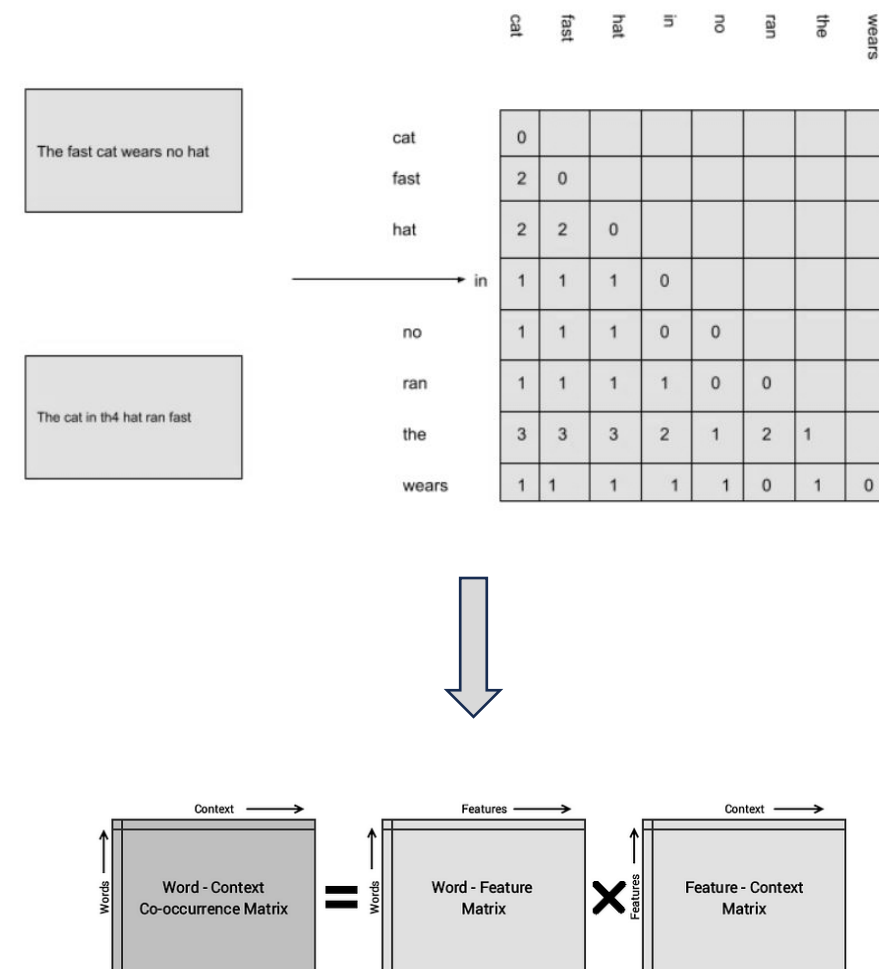 cat fast hat in no ran the wears
The fast cat wears no hat
cat 0
fast 2 0
hat 2 2 0
in 1 1 1 0
no 1 1 1 0 0
The cat in th4 hat ran fast
ran 1 1 1 1 0 0
the 3 3 3 2 1 2 1
wears 1 1 1 1 1 0 1 0
Context
Words
Word - Context
Co-occurrence Matrix
=
Features
Words
Word - Feature
Matrix
×
Context
Features
Feature - Context
Matrix